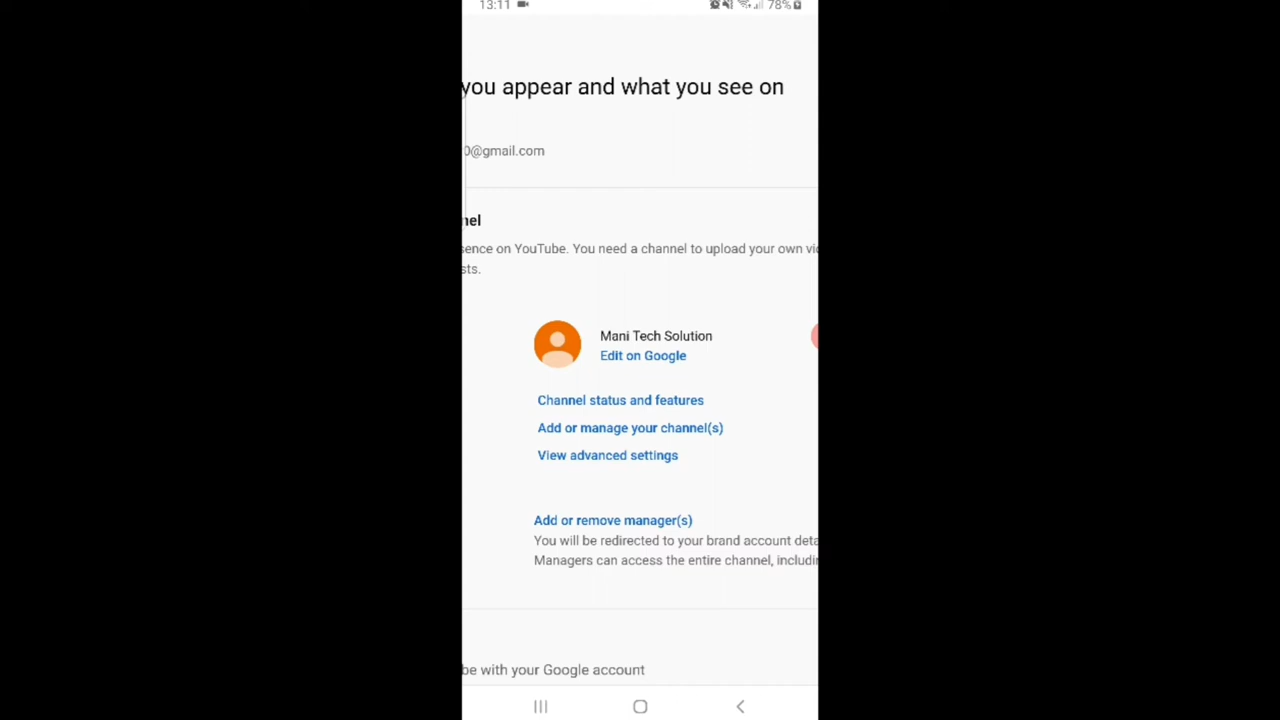 13:11 78%
you appear and what you see on
0@gmail.com
nel
sence on YouTube. You need a channel to upload your own vi
sts.
Mani Tech Solution
Edit on Google
Channel status and features
Add or manage your channel(s)
View advanced settings
Add or remove manager(s)
You will be redirected to your brand account deta
Managers can access the entire channel, includin
be with your Google account